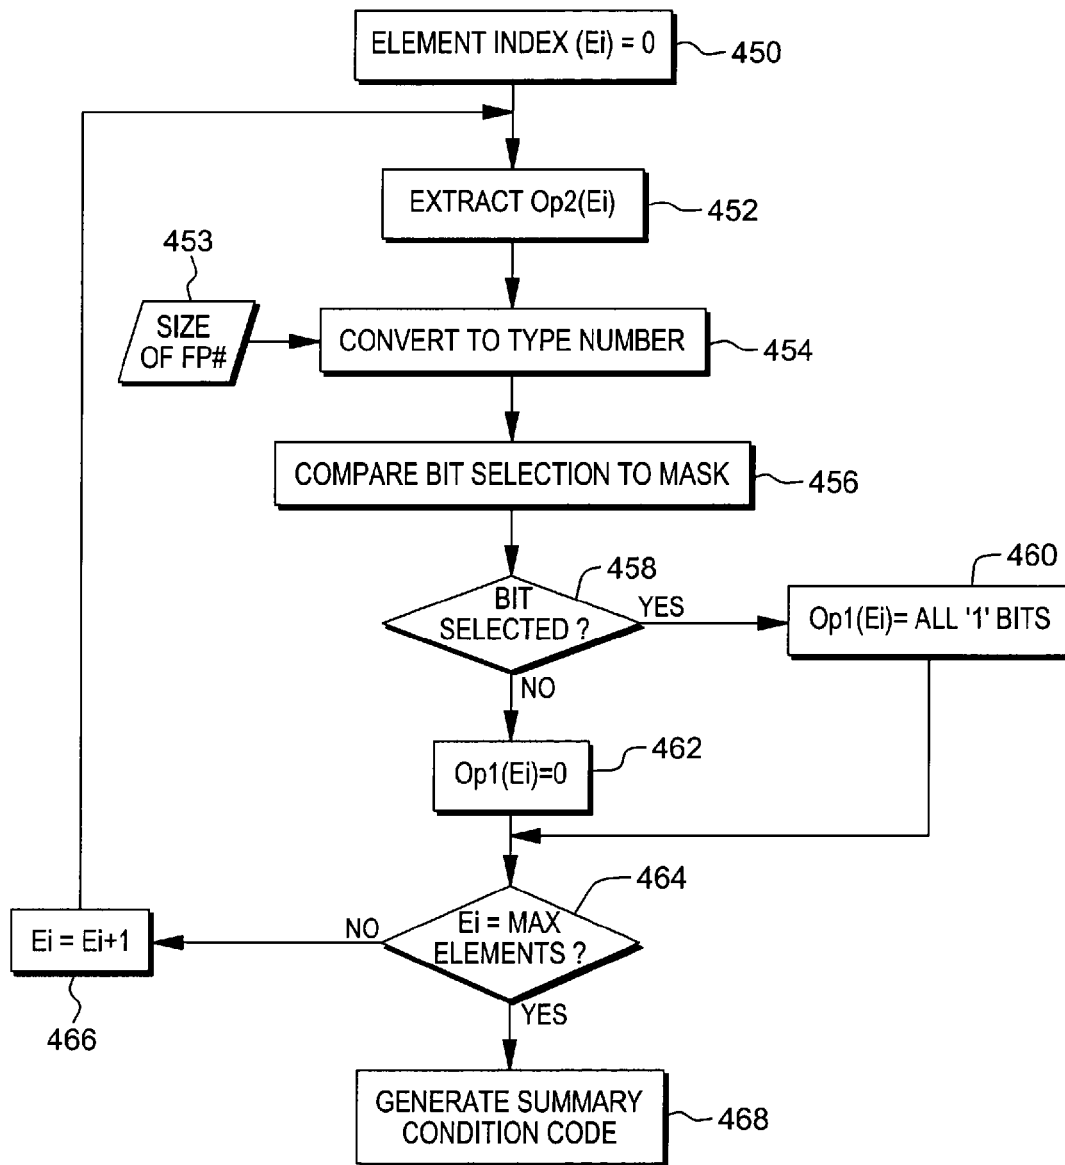 ELEMENT INDEX (Ei) = 0
450
EXTRACT Op2(Ei)
452
453
SIZE
OF FP#
CONVERT TO TYPE NUMBER
454
COMPARE BIT SELECTION TO MASK
456
458
BIT
SELECTED ?
YES
460
Op1(Ei)= ALL '1' BITS
NO
Op1(Ei)=0
462
464
Ei = MAX
ELEMENTS ?
NO
Ei = Ei+1
466
YES
GENERATE SUMMARY
CONDITION CODE
468